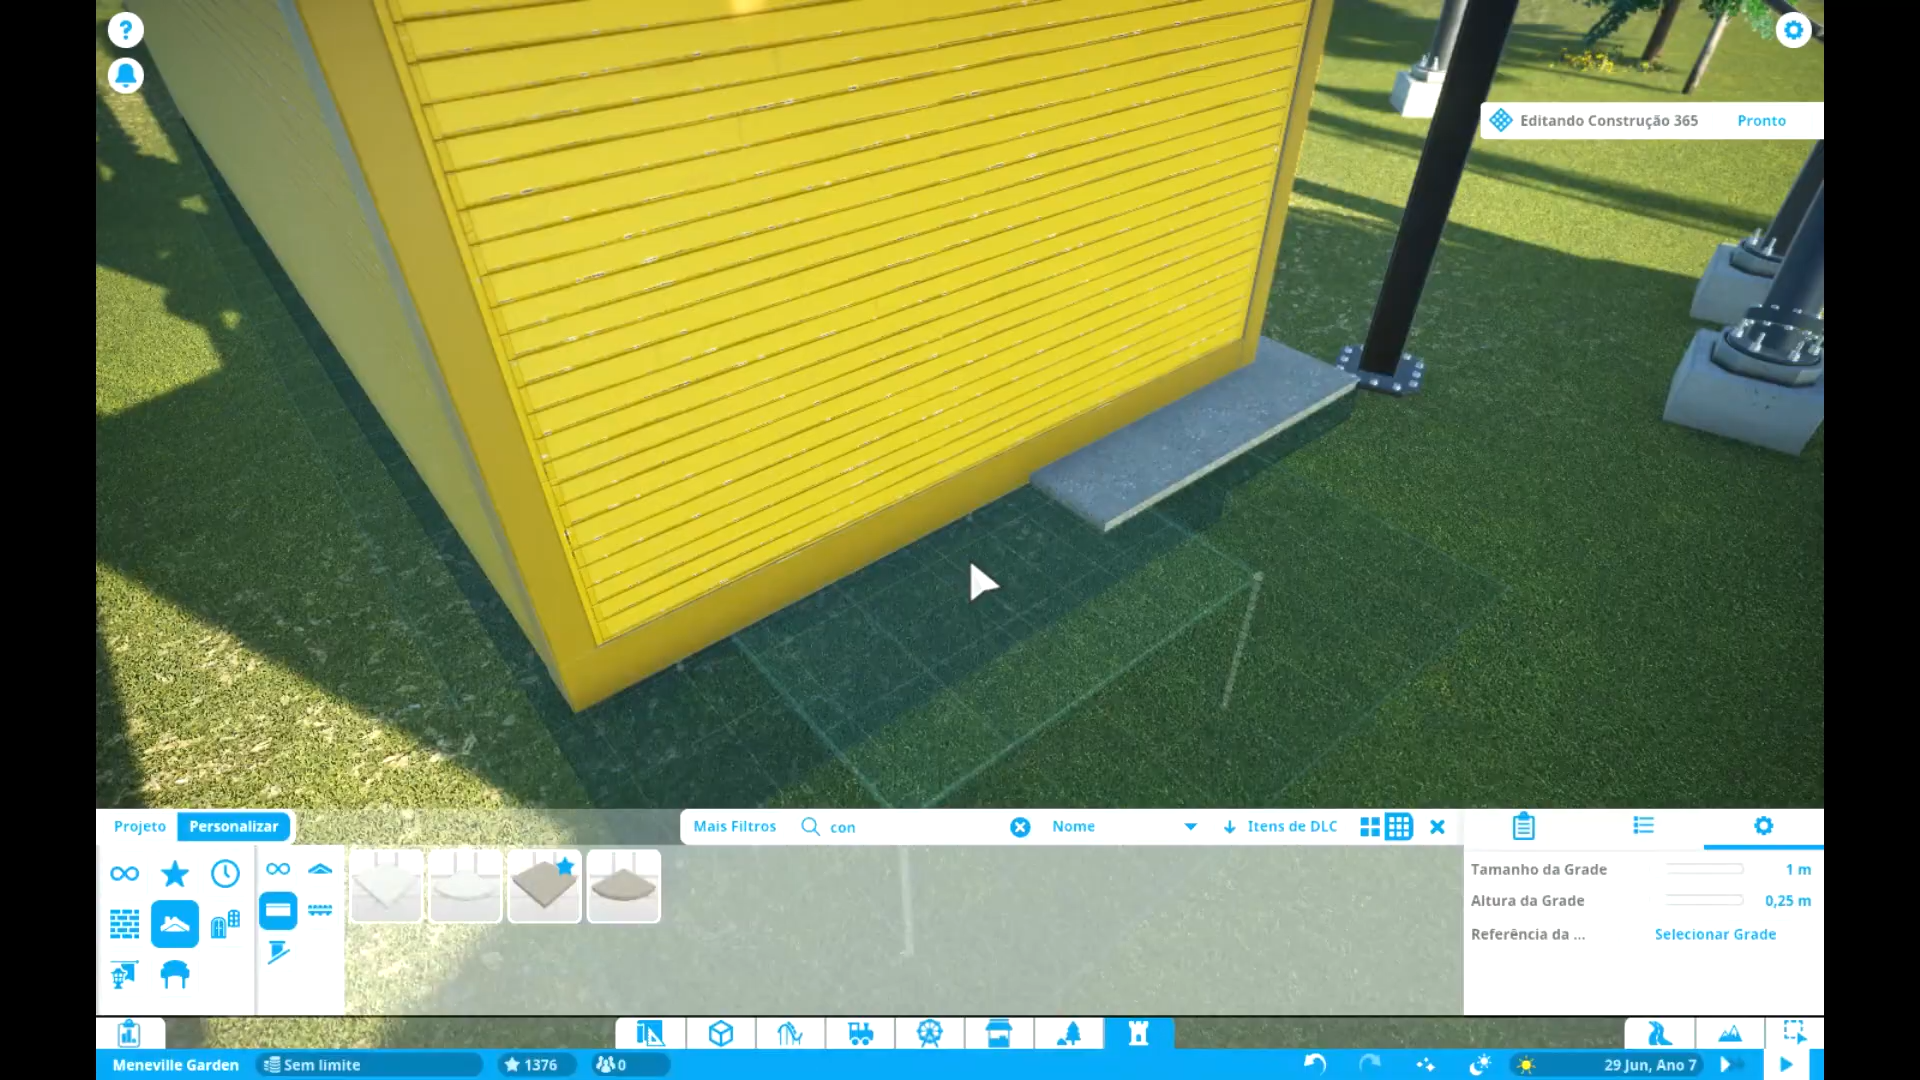 ?
Editando Construção 365 Pronto
Projeto Personalizar
Mais Filtros con Nome Itens de DLC
Tamanho da Grade 1 m
Altura da Grade 0,25 m
Referência da ... Selecionar Grade
Meneville Garden Sem limite 1376 0 29 Jun, Ano 7